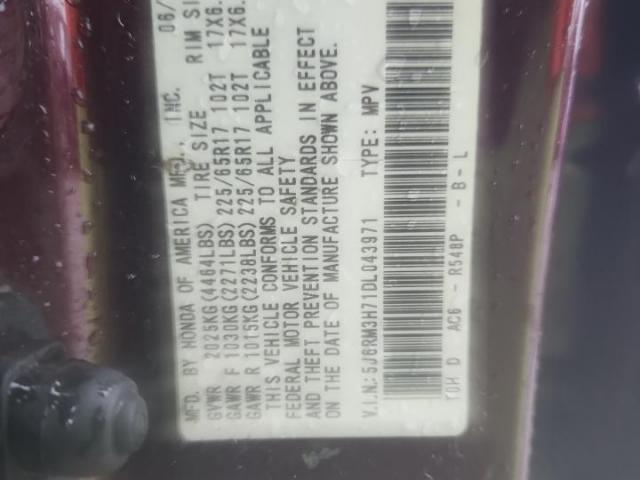 MFD. BY HONDA OF AMERICA MFG., INC. 06/
GVWR 2025KG(4464LBS) TIRE SIZE RIM SI
GAWR F 1030KG(2271LBS) 225/65R17 102T 17X6.
GAWR R 1015KG(2238LBS) 225/65R17 102T 17X6.
THIS VEHICLE CONFORMS TO ALL APPLICABLE
FEDERAL MOTOR VEHICLE SAFETY
AND THEFT PREVENTION STANDARDS IN EFFECT
ON THE DATE OF MANUFACTURE SHOWN ABOVE.
V.I.N.: 5J6RM3H71DL043971 TYPE: MPV
YOH D AC6 - R548P - B - L